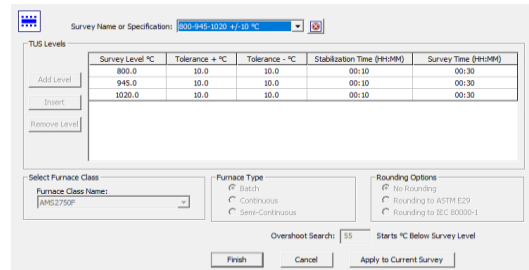 Survey Name or Specification: 800-945-1020 +/-10 ºC
TUS Levels
Survey Level ºC Tolerance + ºC Tolerance - ºC Stabilization Time (HH:MM) Survey Time (HH:MM)
800.0 10.0 10.0 00:10 00:30
945.0 10.0 10.0 00:10 00:30
1020.0 10.0 10.0 00:10 00:30
Add Level
Insert
Remove Level
Select Furnace Class
Furnace Class Name:
AMS2750F
Furnace Type
Batch
Continuous
Semi-Continuous
Rounding Options
No Rounding
Rounding to ASTM E29
Rounding to IEC 80000-1
Overshoot Search: 55 Starts ºC Below Survey Level
Finish Cancel Apply to Current Survey